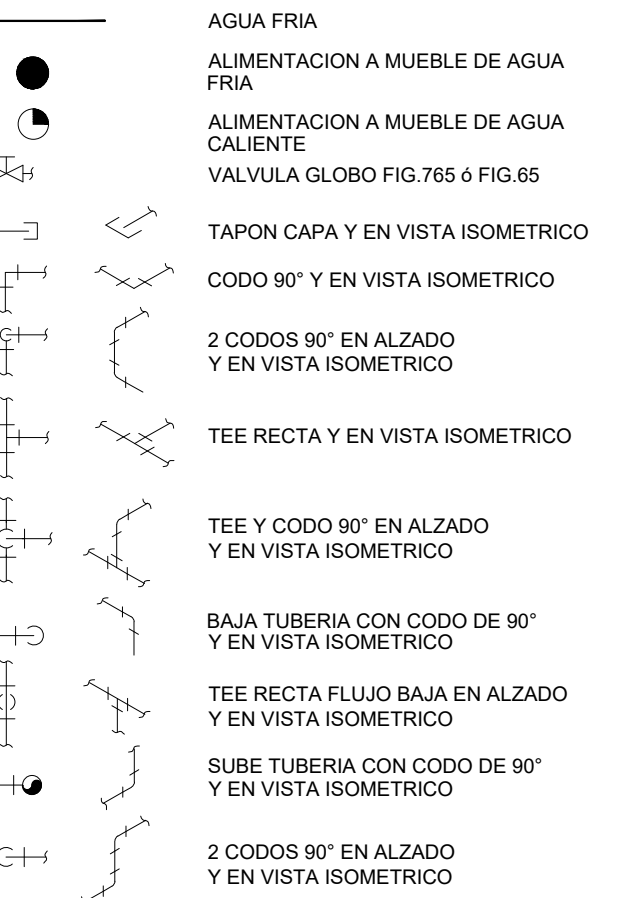 AGUA FRIA
ALIMENTACION A MUEBLE DE AGUA
FRIA
ALIMENTACION A MUEBLE DE AGUA
CALIENTE
VALVULA GLOBO FIG.765 ó FIG.65
TAPON CAPA Y EN VISTA ISOMETRICO
CODO 90° Y EN VISTA ISOMETRICO
2 CODOS 90° EN ALZADO
Y EN VISTA ISOMETRICO
TEE RECTA Y EN VISTA ISOMETRICO
TEE Y CODO 90° EN ALZADO
Y EN VISTA ISOMETRICO
BAJA TUBERIA CON CODO DE 90°
Y EN VISTA ISOMETRICO
TEE RECTA FLUJO BAJA EN ALZADO
Y EN VISTA ISOMETRICO
SUBE TUBERIA CON CODO DE 90°
Y EN VISTA ISOMETRICO
2 CODOS 90° EN ALZADO
Y EN VISTA ISOMETRICO